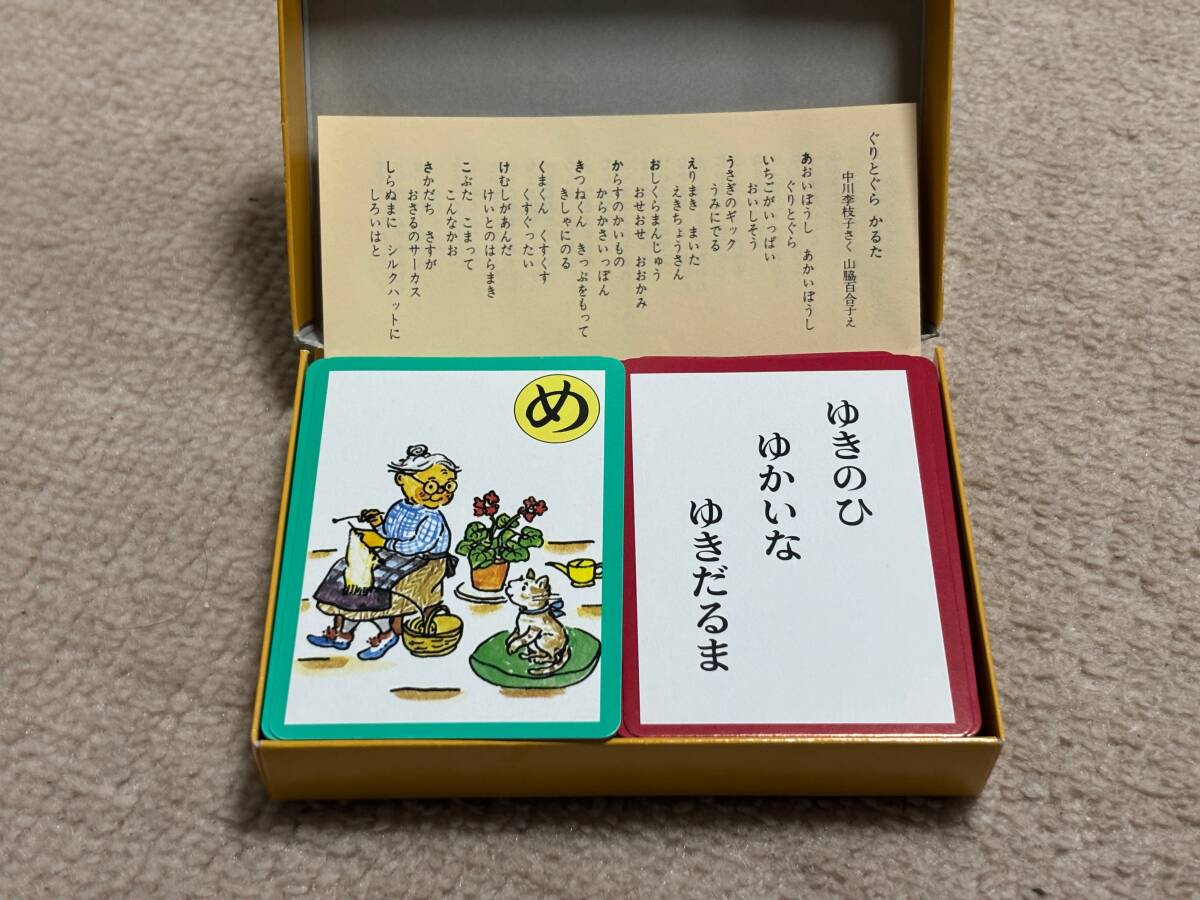 ぐりとぐら かるた
中川李枝子さく 山脇百合子え
あおいぼうし あかいぼうし
ぐりとぐら
いちごがいっぱい
おいしそう
うさぎのギック
うみにでる
えりまき まいた
えきちょうさん
おしくらまんじゅう
おせおせ おおかみ
からすのかいもの
からかさいっぽん
きつねくん きっぷをもって
きしゃにのる
くまくん くすくす
くすぐったい
けむしがあんだ
けいとのはらまき
こぶた こまって
こんなかお
さかだち さすが
おさるのサーカス
しらぬまに シルクハットに
しろいはと
め
ゆきのひ
ゆかいな
ゆきだるま